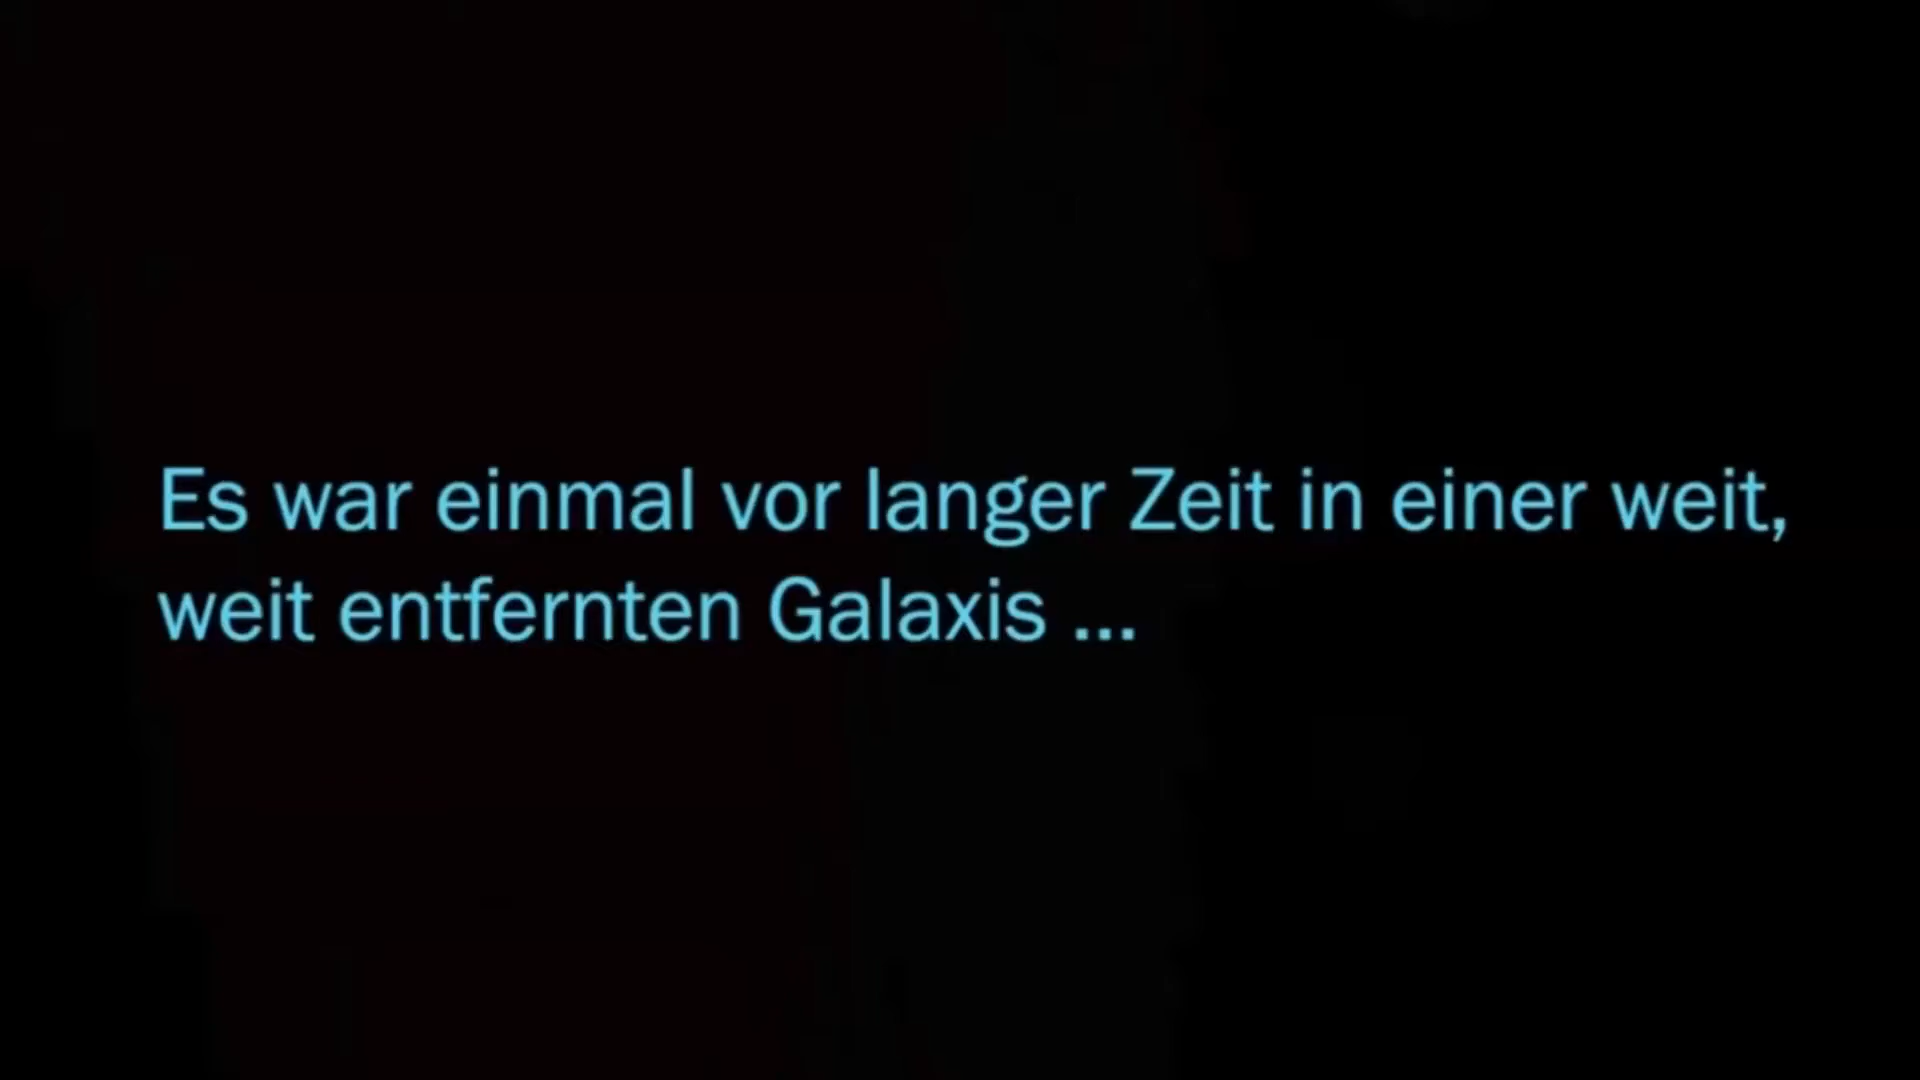 Es war einmal vor langer Zeit in einer weit,
weit entfernten Galaxis ...